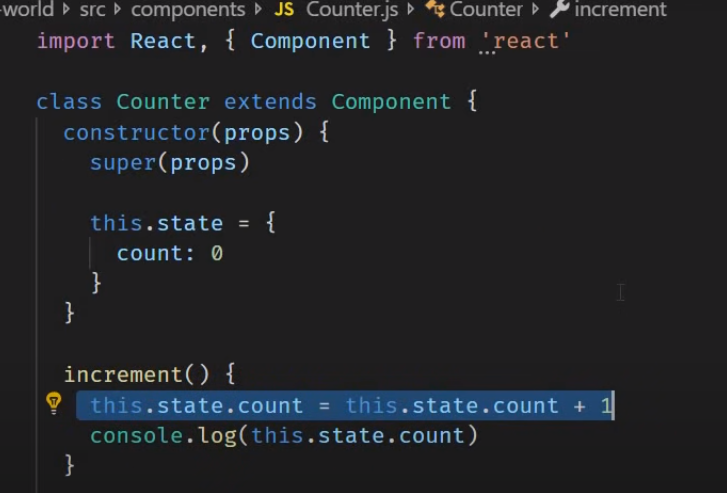 -world › src › components › JS Counter.js › Counter › increment
import React, { Component } from 'react'
class Counter extends Component {
constructor(props) {
super(props)
this.state = {
count: 0
}
}
increment() {
this.state.count = this.state.count + 1
console.log(this.state.count)
}